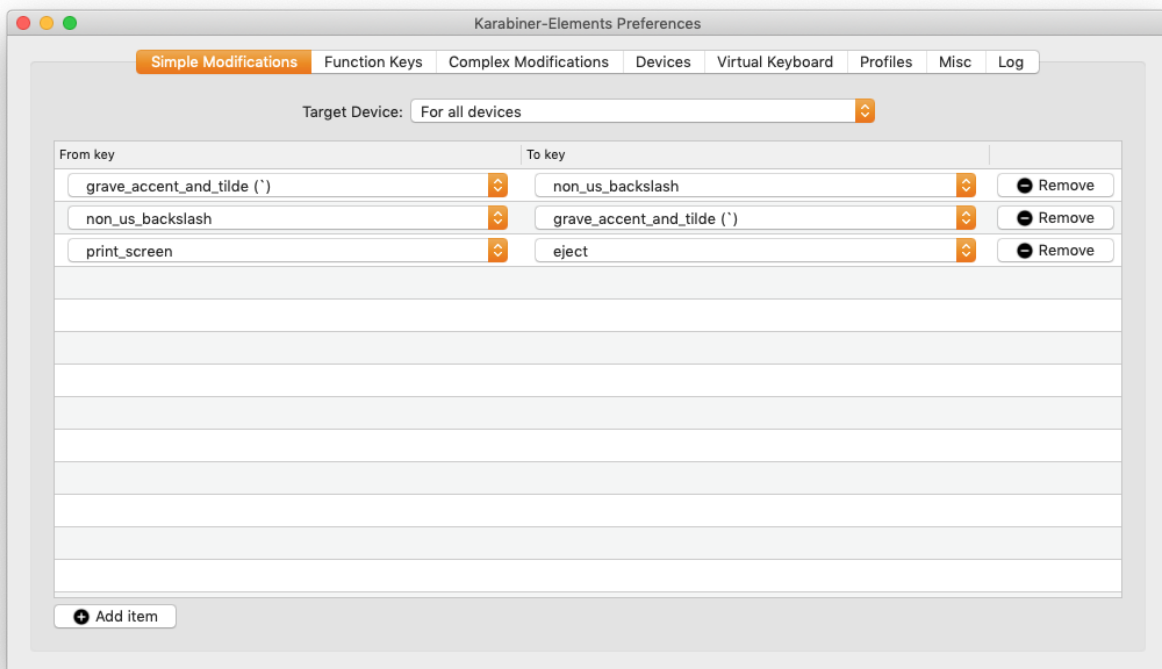 Karabiner-Elements Preferences
Simple Modifications Function Keys Complex Modifications Devices Virtual Keyboard Profiles Misc Log
Target Device: For all devices
From key To key
grave_accent_and_tilde (`) non_us_backslash Remove
non_us_backslash grave_accent_and_tilde (`) Remove
print_screen eject Remove
Add item